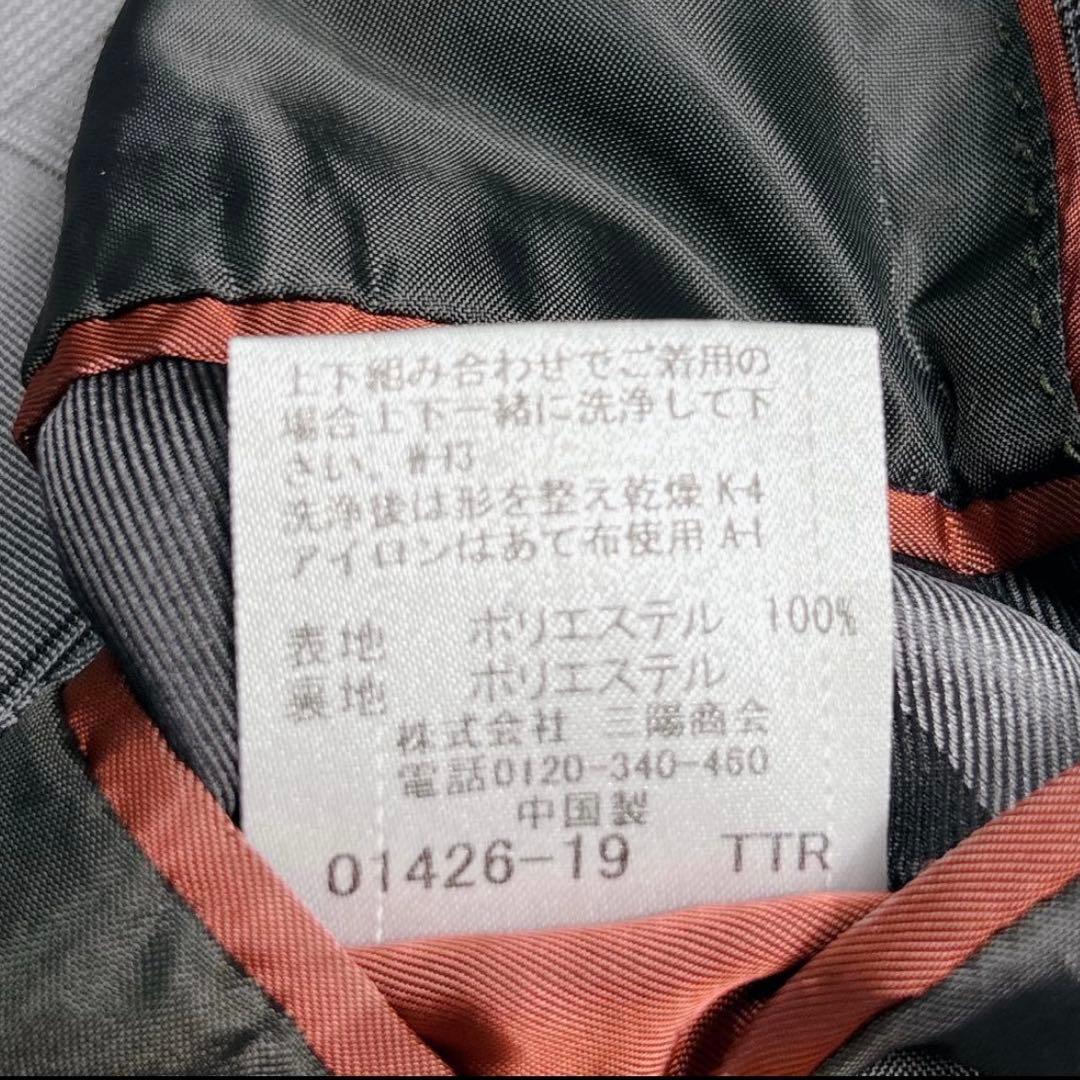 上下組み合わせでご着用の
場合上下一緒に洗浄して下
さい。 #-13
洗浄後は形を整え乾燥 K-4
アイロンはあて布使用 A-1
表地 ポリエステル 100%
裏地 ポリエステル
株式会社 三陽商会
電話0120-340-460
中国製
01426-19 TTR